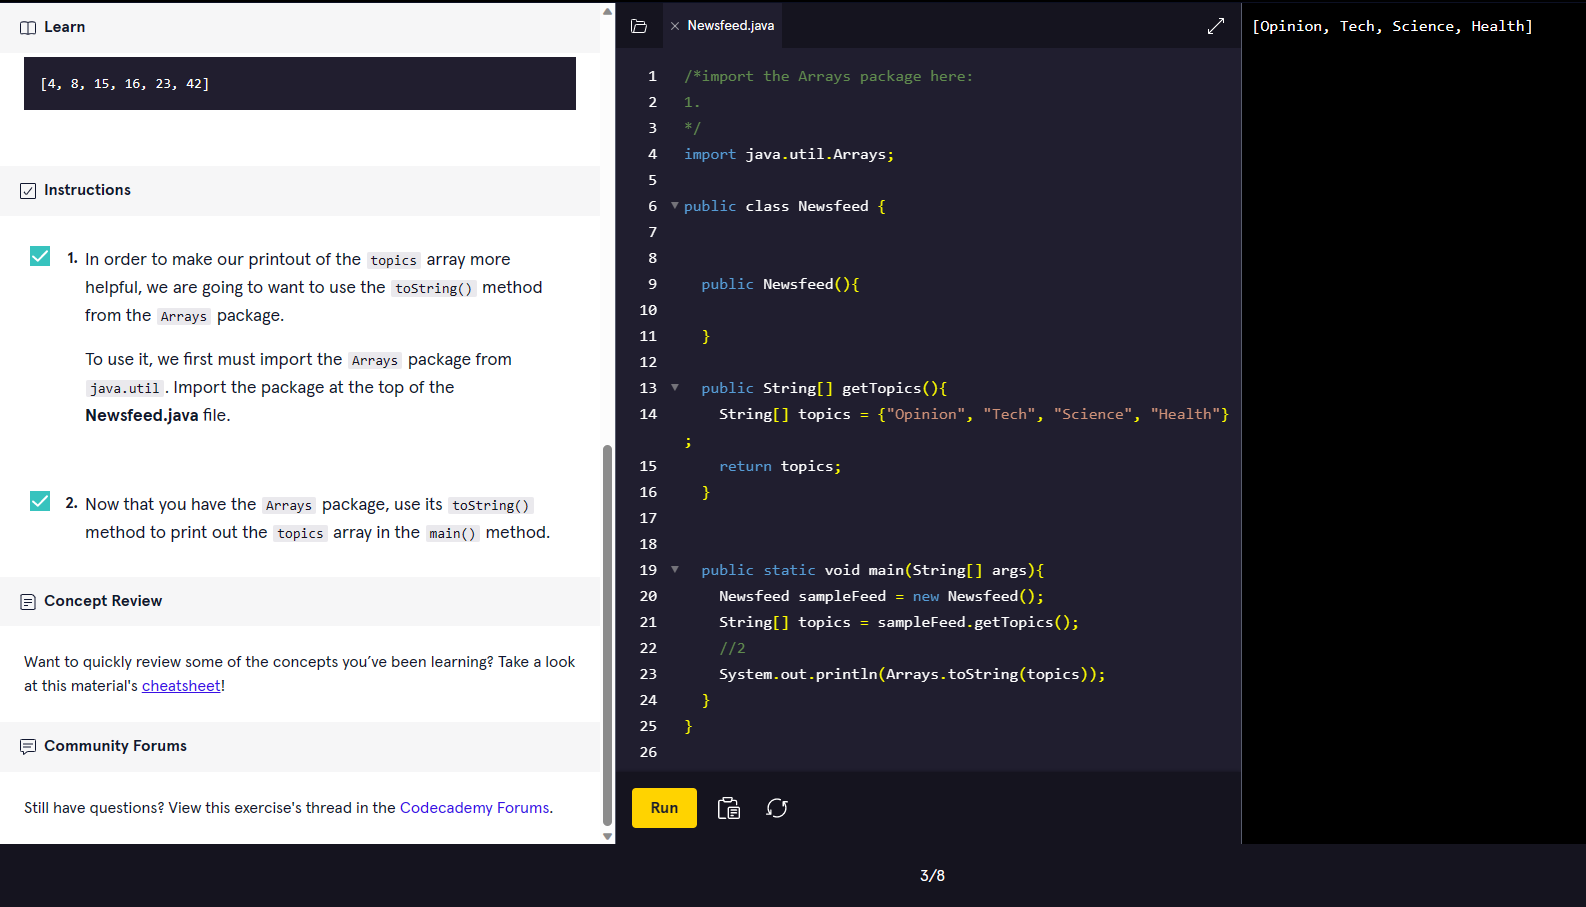 Learn
[4, 8, 15, 16, 23, 42]
Instructions
1. In order to make our printout of the topics array more
helpful, we are going to want to use the toString() method
from the Arrays package.
To use it, we first must import the Arrays package from
java.util. Import the package at the top of the
Newsfeed.java file.
2. Now that you have the Arrays package, use its toString()
method to print out the topics array in the main() method.
Concept Review
Want to quickly review some of the concepts you’ve been learning? Take a look
at this material's cheatsheet!
Community Forums
Still have questions? View this exercise's thread in the Codecademy Forums.
Newsfeed.java
1 /*import the Arrays package here:
2 1.
3 */
4 import java.util.Arrays;
5
6 public class Newsfeed {
7
8
9 public Newsfeed(){
10
11 }
12
13 public String[] getTopics(){
14 String[] topics = {"Opinion", "Tech", "Science", "Health"}
;
15 return topics;
16 }
17
18
19 public static void main(String[] args){
20 Newsfeed sampleFeed = new Newsfeed();
21 String[] topics = sampleFeed.getTopics();
22 //2
23 System.out.println(Arrays.toString(topics));
24 }
25 }
26
Run
[Opinion, Tech, Science, Health]
3/8